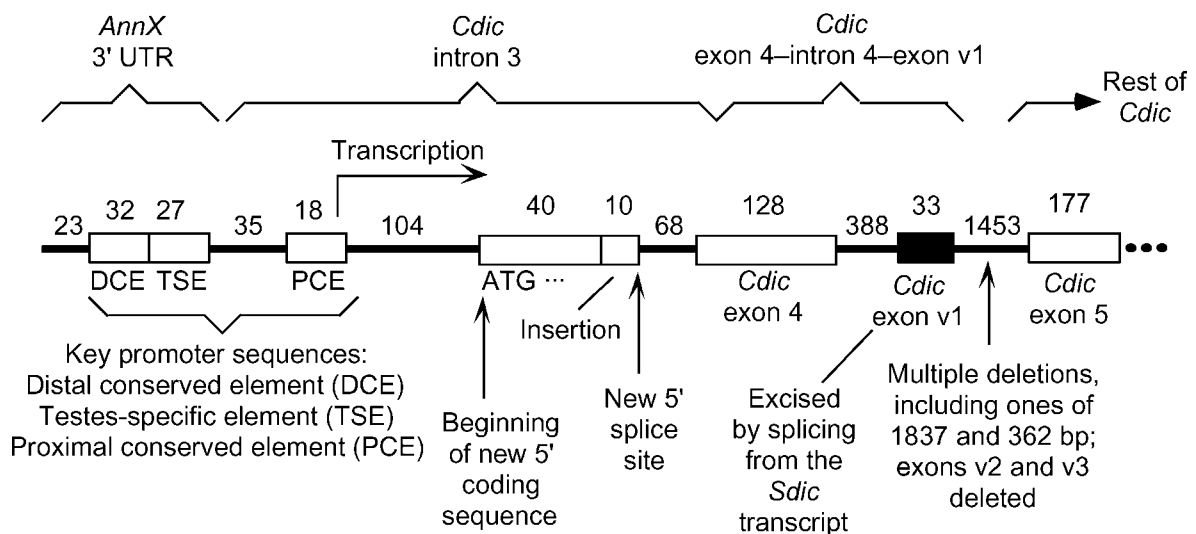 AnnX
3' UTR
Cdic
intron 3
Cdic
exon 4–intron 4–exon v1
Rest of
Cdic
Transcription
23 32 27 35 18 104 40 10 68 128 388 33 1453 177
DCE TSE PCE ATG ...
Insertion
Cdic
exon 4
Cdic
exon v1
Cdic
exon 5
Key promoter sequences:
Distal conserved element (DCE)
Testes-specific element (TSE)
Proximal conserved element (PCE)
Beginning
of new 5'
coding
sequence
New 5'
splice
site
Excised
by splicing
from the
Sdic
transcript
Multiple deletions,
including ones of
1837 and 362 bp;
exons v2 and v3
deleted